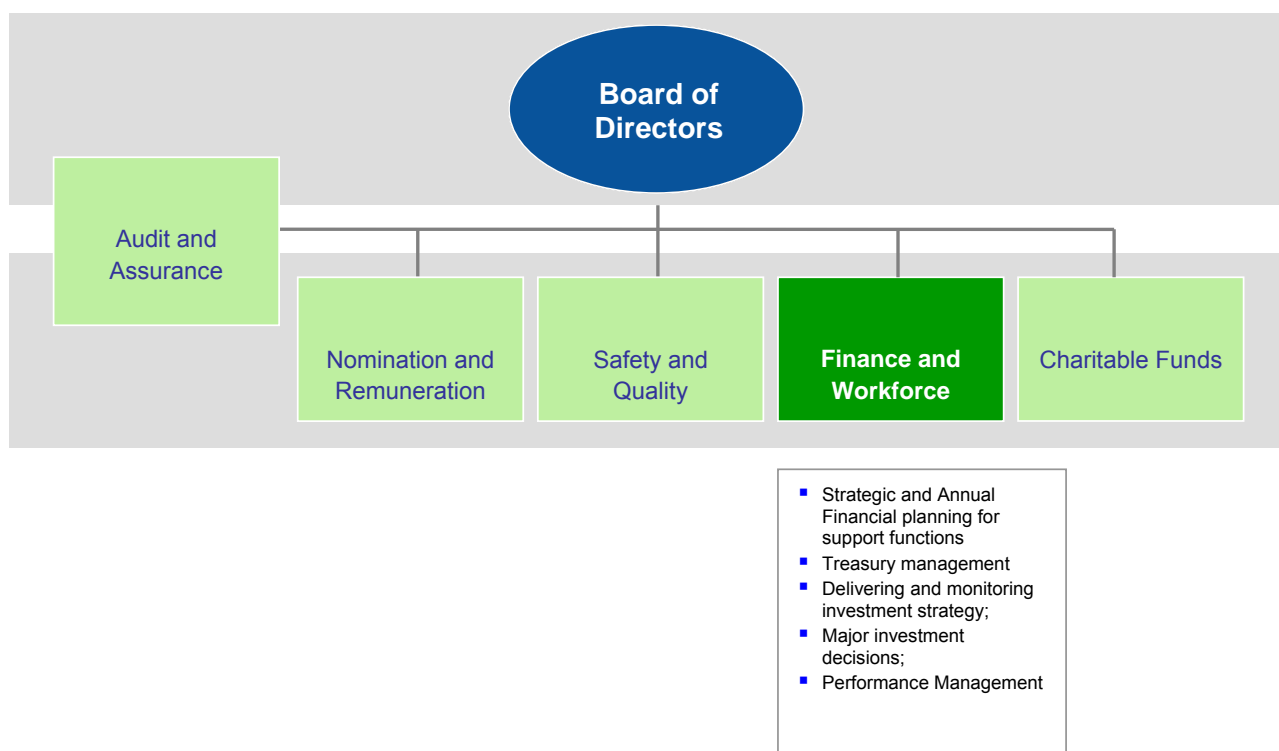 Board of
Directors
Audit and
Assurance
Nomination and
Remuneration
Safety and
Quality
Finance and
Workforce
Charitable Funds
▪ Strategic and Annual
Financial planning for
support functions
▪ Treasury management
▪ Delivering and monitoring
investment strategy;
▪ Major investment
decisions;
▪ Performance Management